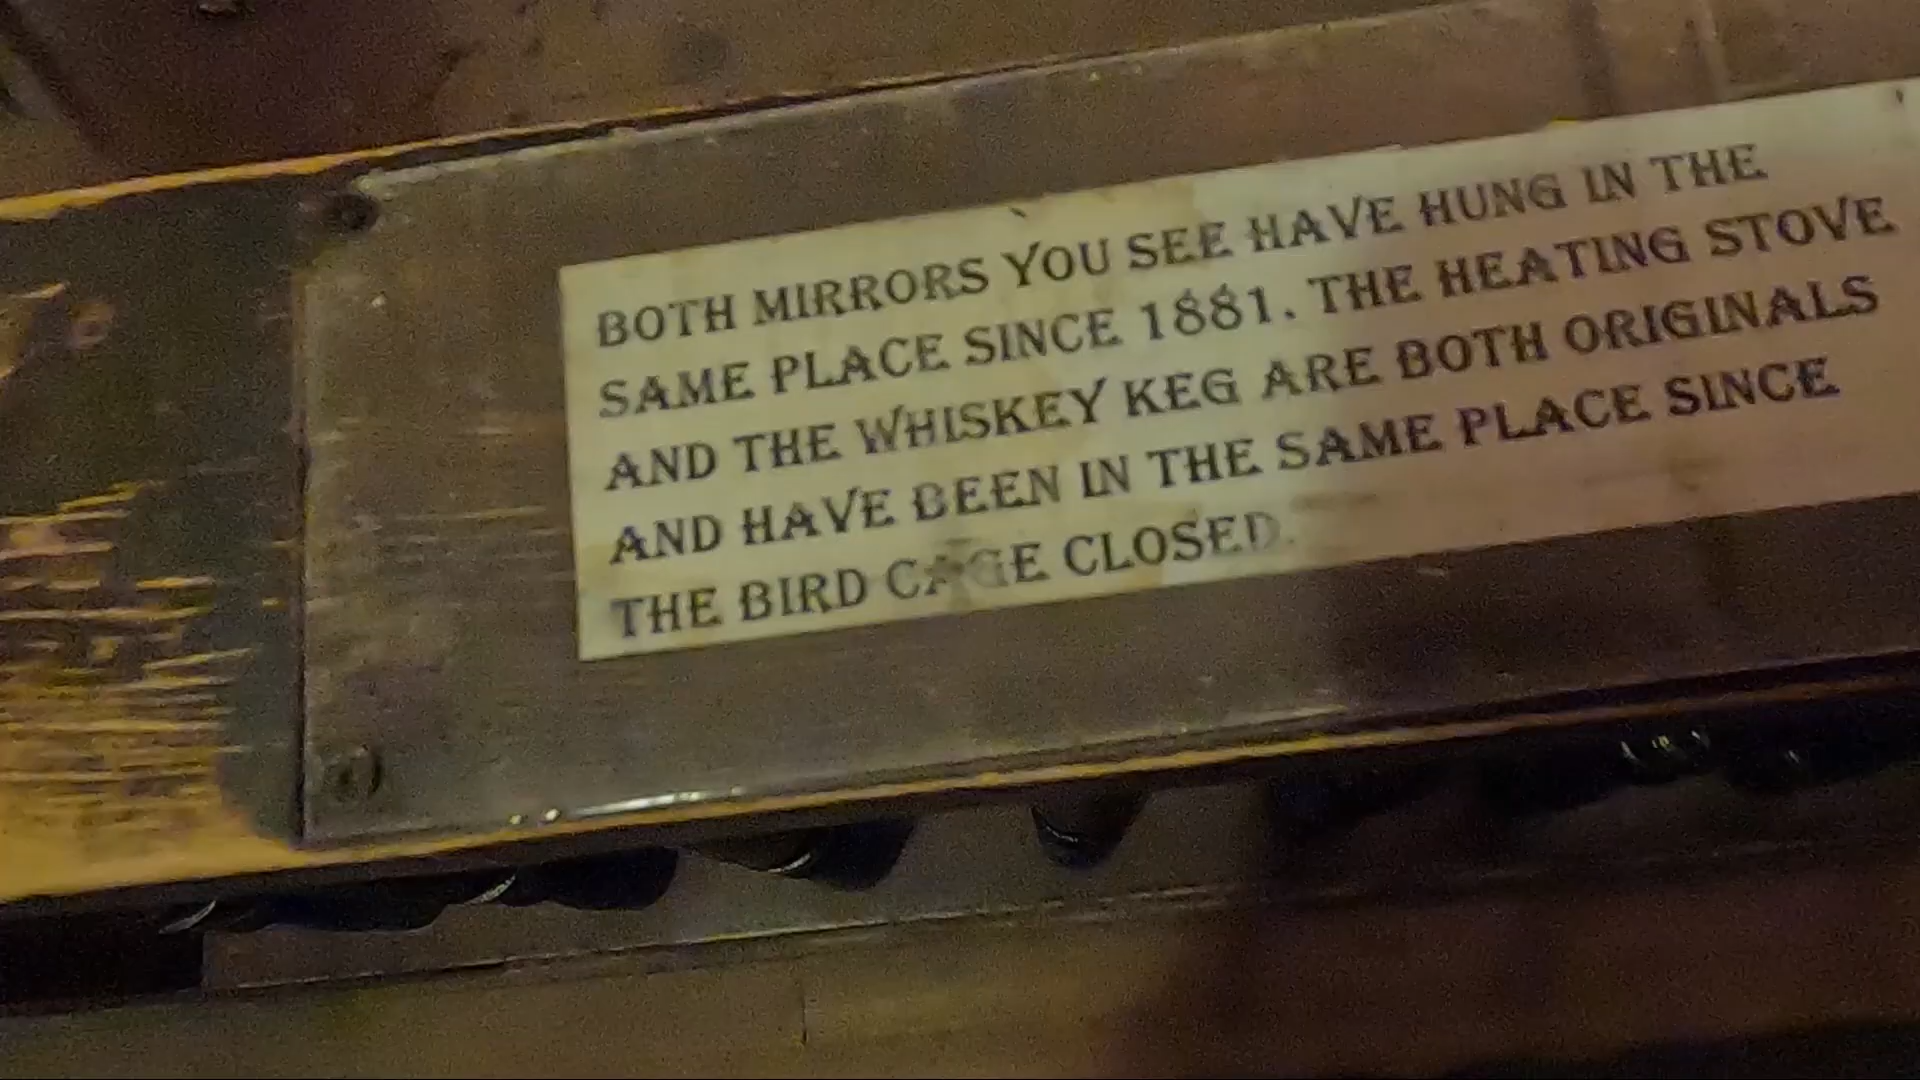 BOTH MIRRORS YOU SEE HAVE HUNG IN THE
SAME PLACE SINCE 1881. THE HEATING STOVE
AND THE WHISKEY KEG ARE BOTH ORIGINALS
AND HAVE BEEN IN THE SAME PLACE SINCE
THE BIRD CAGE CLOSED.